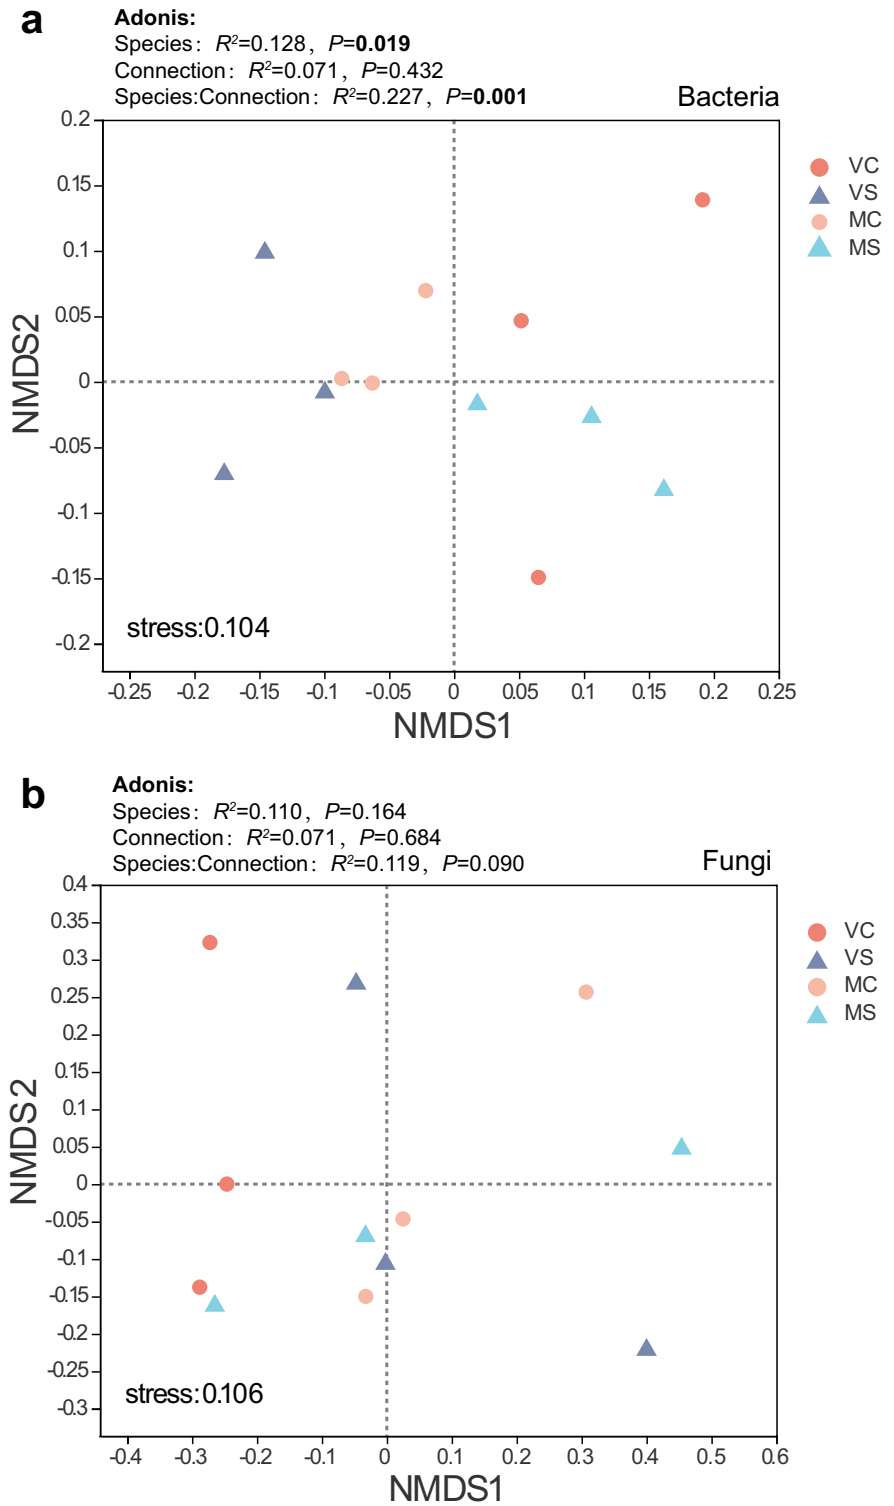 a
Adonis:
Species: R²=0.128, P=0.019
Connection: R²=0.071, P=0.432
Species:Connection: R²=0.227, P=0.001
Bacteria
0.2
0.15
0.1
0.05
0
-0.05
-0.1
-0.15
-0.2
NMDS2
stress:0.104
-0.25 -0.2 -0.15 -0.1 -0.05 0 0.05 0.1 0.15 0.2 0.25
NMDS1
VC
VS
MC
MS
b
Adonis:
Species: R²=0.110, P=0.164
Connection: R²=0.071, P=0.684
Species:Connection: R²=0.119, P=0.090
Fungi
0.4
0.35
0.3
0.25
0.2
0.15
0.1
0.05
0
-0.05
-0.1
-0.15
-0.2
-0.25
-0.3
NMDS2
stress:0.106
-0.4 -0.3 -0.2 -0.1 0 0.1 0.2 0.3 0.4 0.5 0.6
NMDS1
VC
VS
MC
MS